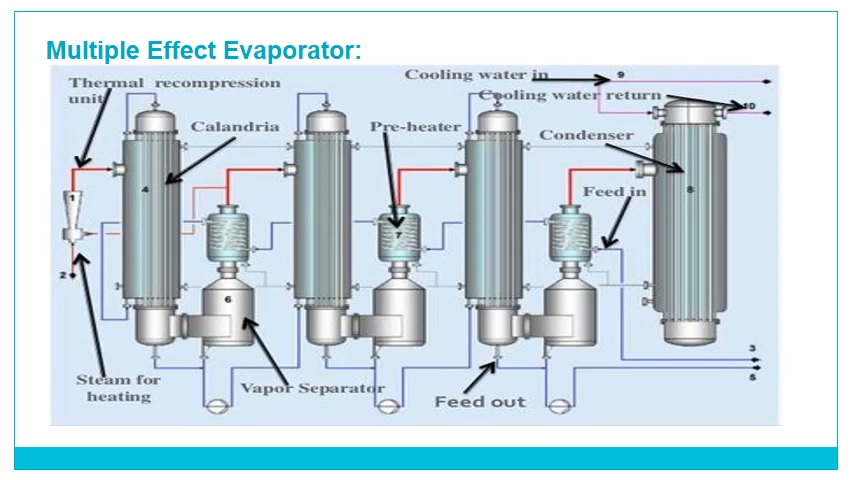 Multiple Effect Evaporator:
Cooling water in
9
Thermal recompression
unit
Cooling water return
10
Calandria
Pre-heater
Condenser
4
8
Feed in
1
7
2
6
3
Steam for
heating
Vapor Separator
5
Feed out